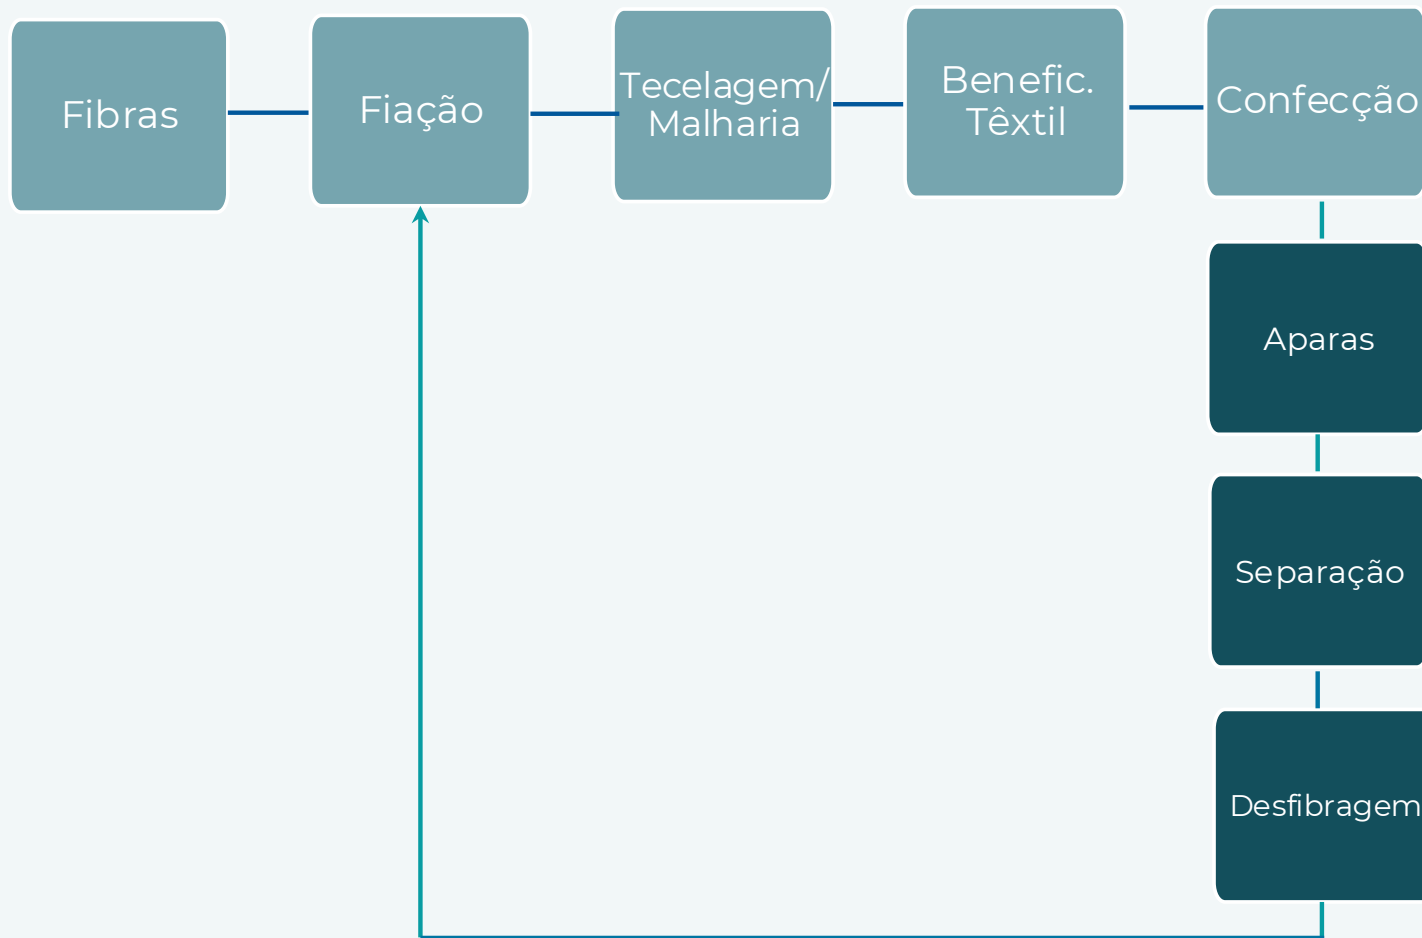 Fibras
Fiação
Tecelagem/
Malharia
Benefic.
Têxtil
Confecção
Aparas
Separação
Desfibragem